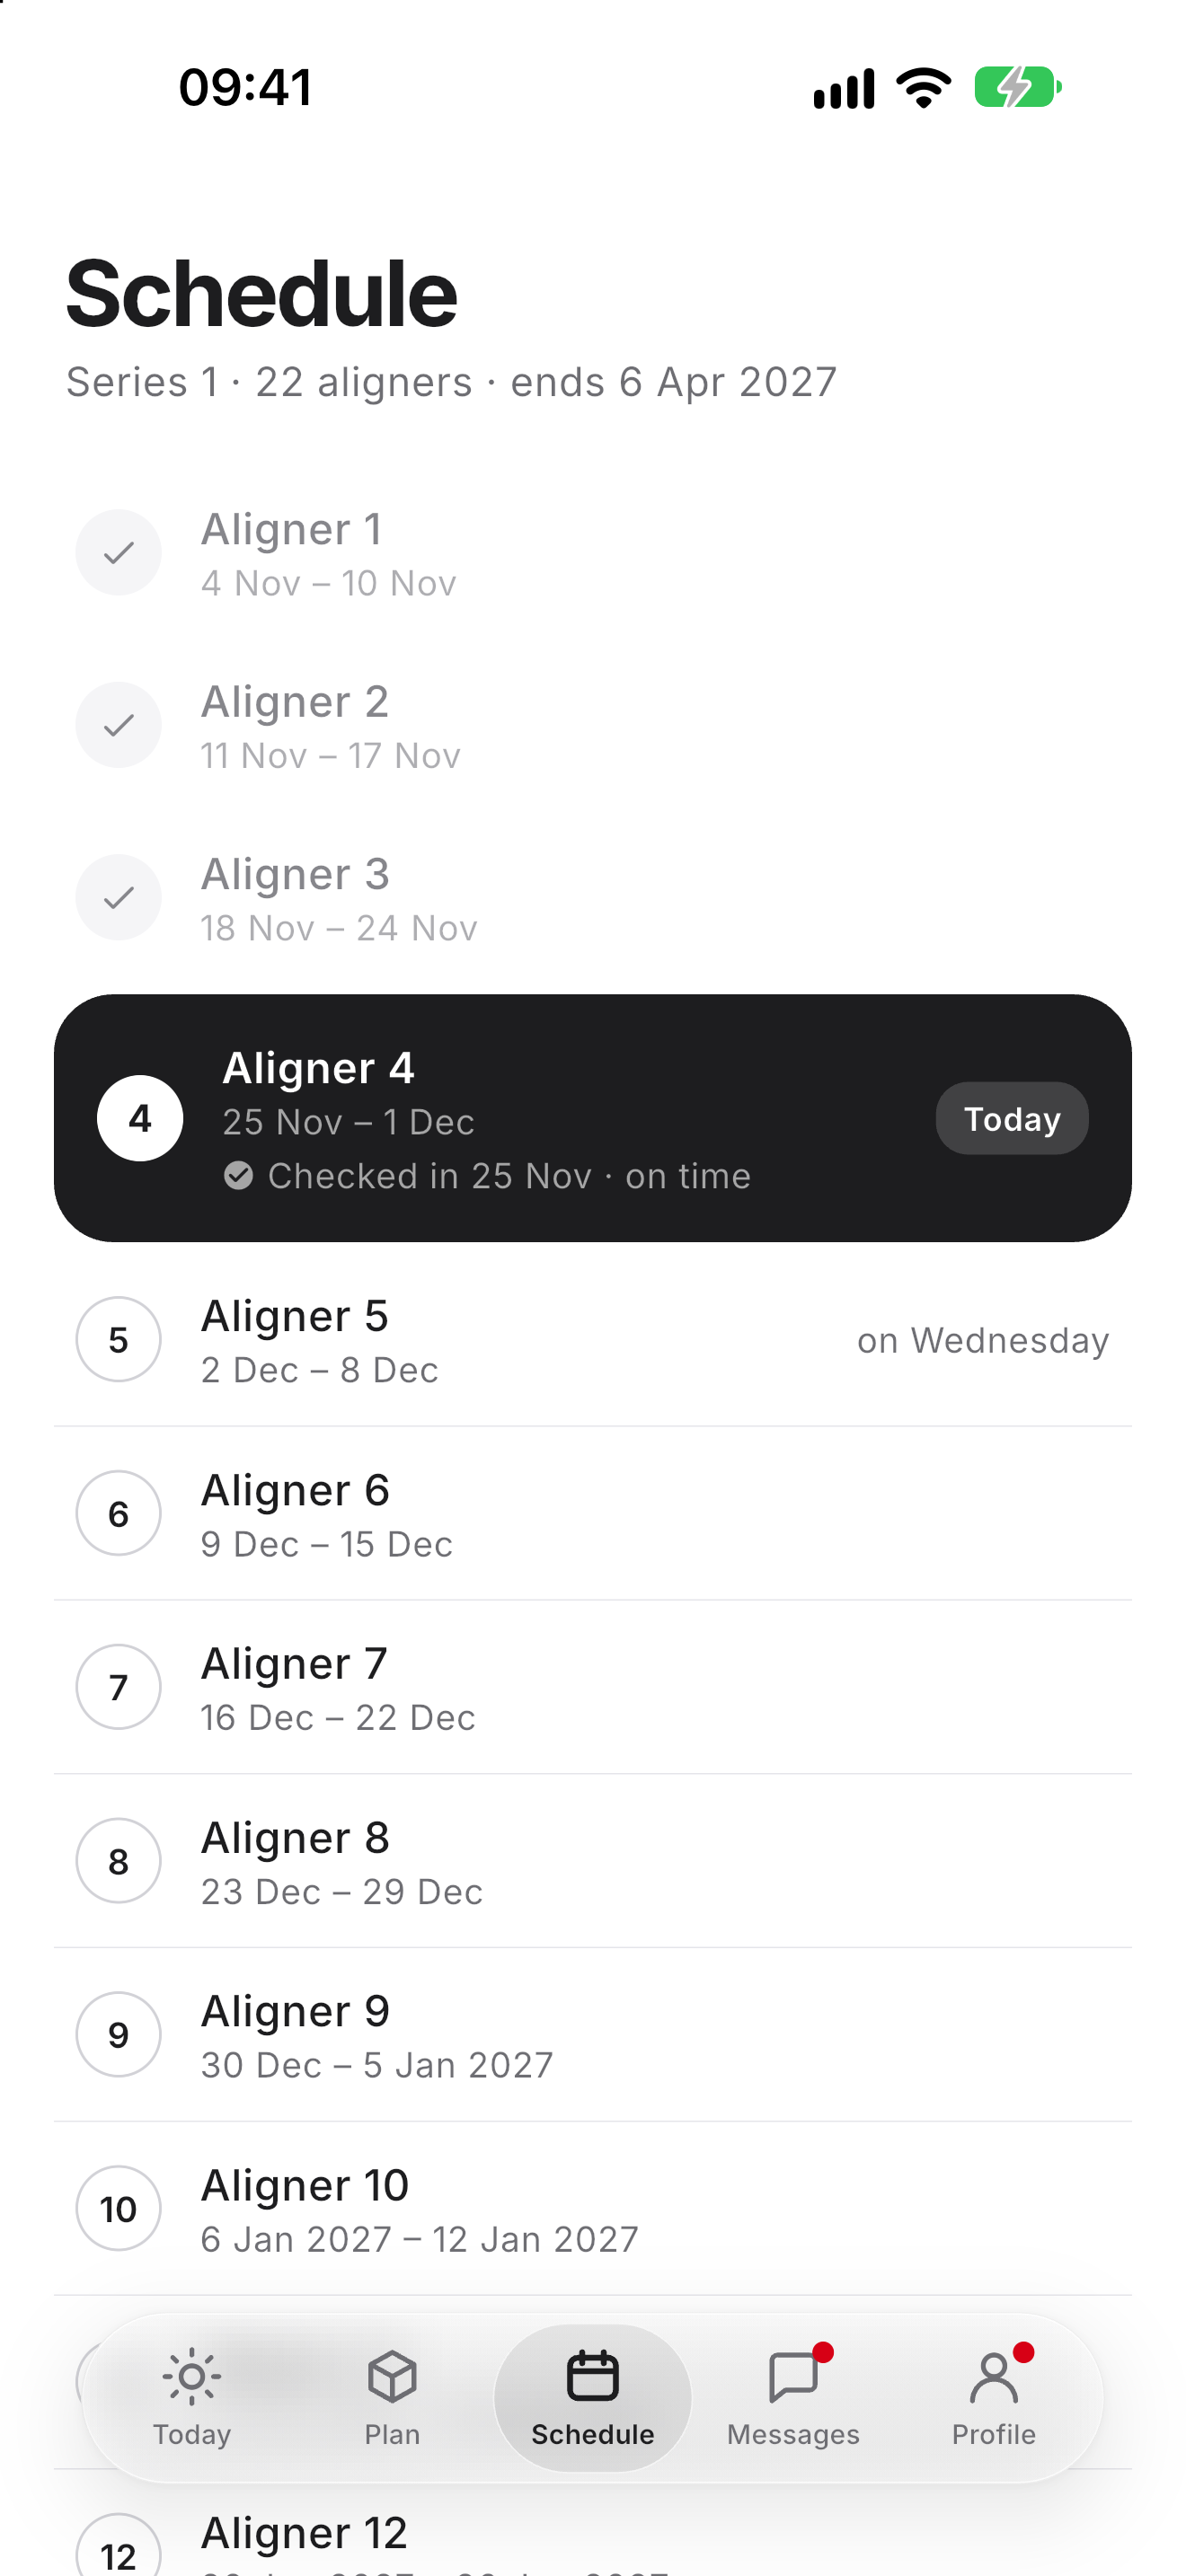 09:41
Schedule
Series 1 · 22 aligners · ends 6 Apr 2027
Aligner 1
4 Nov – 10 Nov
Aligner 2
11 Nov – 17 Nov
Aligner 3
18 Nov – 24 Nov
4
Aligner 4
25 Nov – 1 Dec
Checked in 25 Nov · on time
Today
5
Aligner 5
2 Dec – 8 Dec
on Wednesday
6
Aligner 6
9 Dec – 15 Dec
7
Aligner 7
16 Dec – 22 Dec
8
Aligner 8
23 Dec – 29 Dec
9
Aligner 9
30 Dec – 5 Jan 2027
10
Aligner 10
6 Jan 2027 – 12 Jan 2027
Today
Plan
Schedule
Messages
Profile
12
Aligner 12